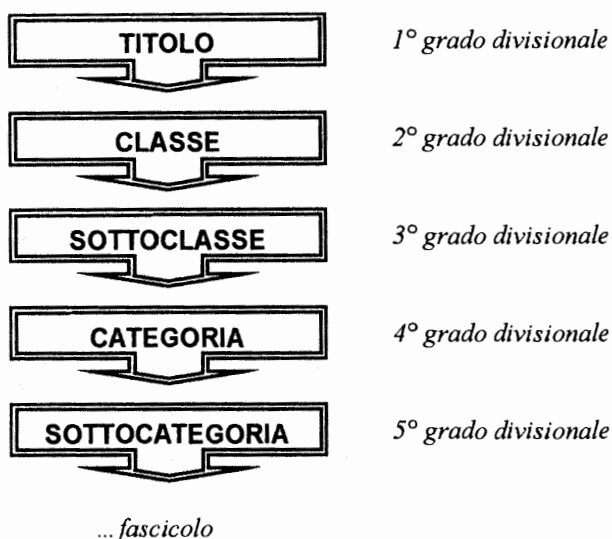 TITOLO 1° grado divisionale
CLASSE 2° grado divisionale
SOTTOCLASSE 3° grado divisionale
CATEGORIA 4° grado divisionale
SOTTOCATEGORIA 5° grado divisionale
... fascicolo